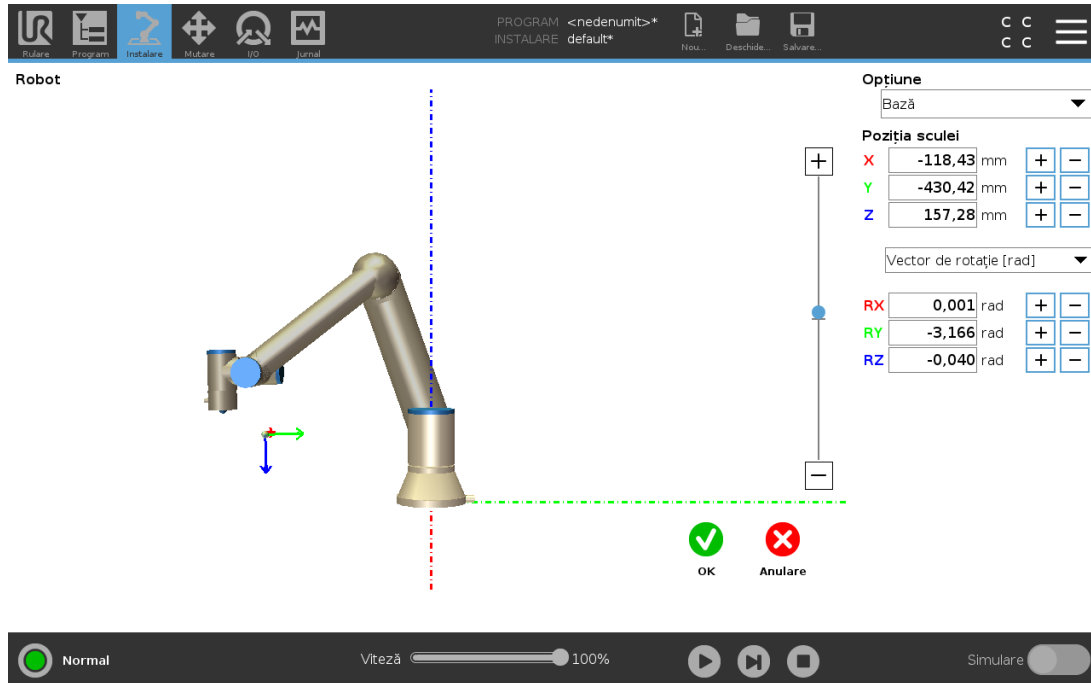 PROGRAM <nedenumit>*
INSTALARE default*
Rulare Program Instalare Mutare I/O Jurnal Nou... Deschide... Salvare...
C C
C C
Robot
Opțiune
Bază
Poziția sculei
X -118,43 mm + −
Y -430,42 mm + −
Z 157,28 mm + −
Vector de rotație [rad]
RX 0,001 rad + −
RY -3,166 rad + −
RZ -0,040 rad + −
+
−
OK Anulare
Normal Viteză 100% Simulare